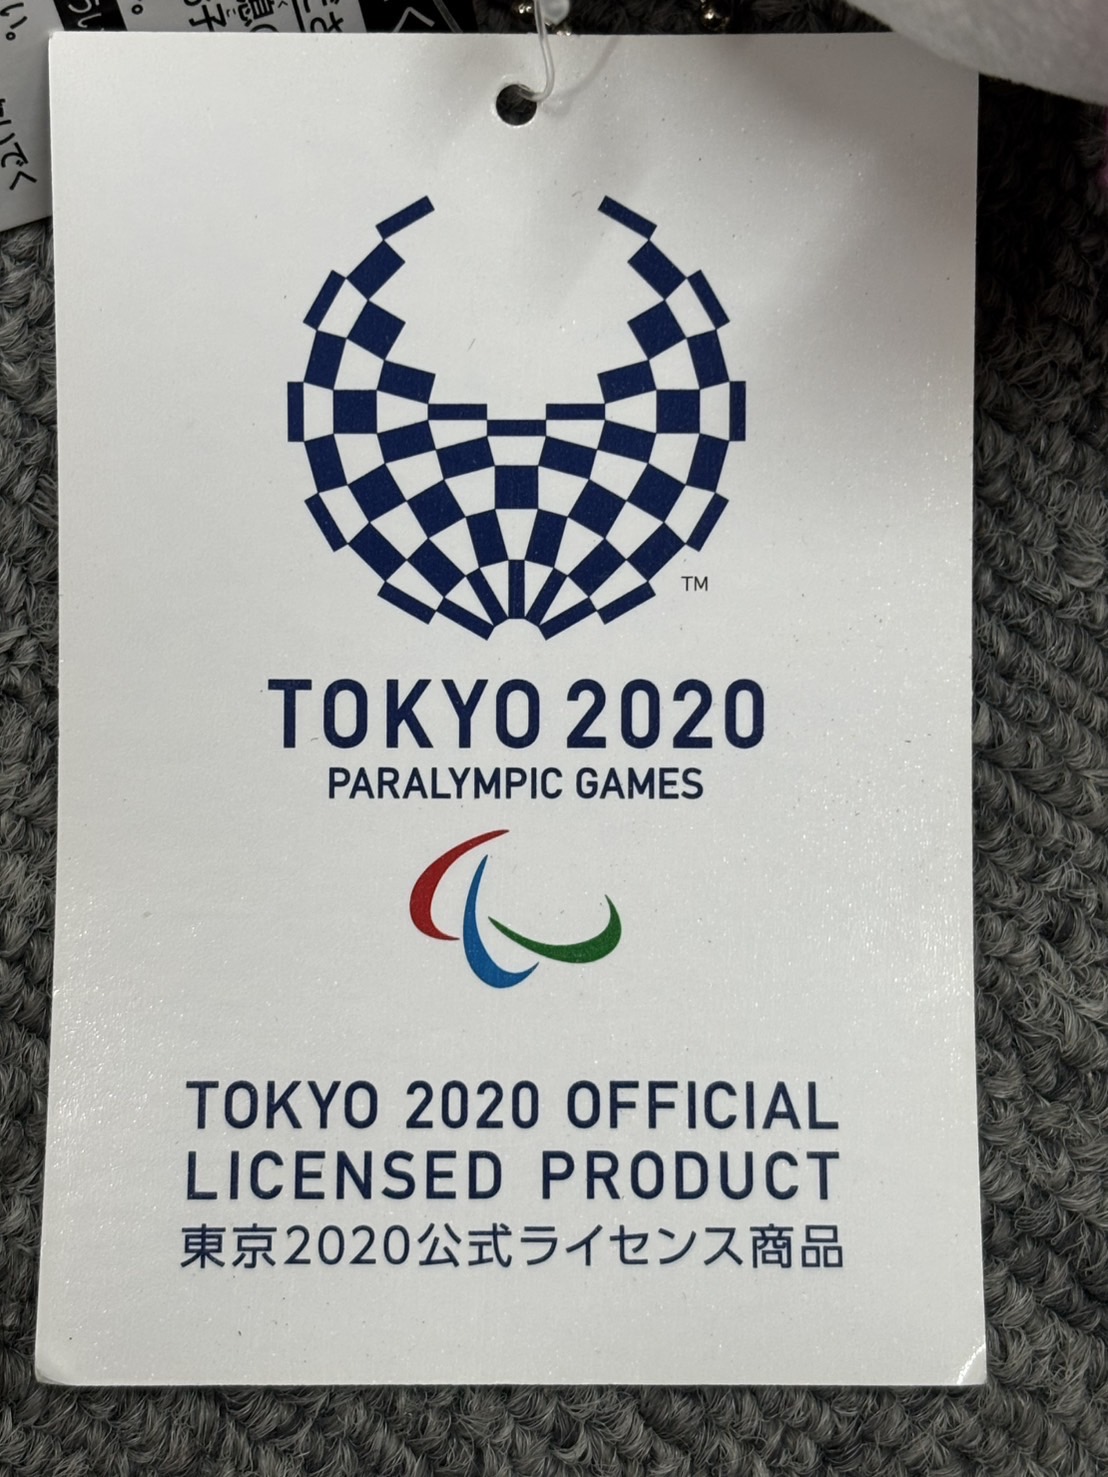 TM
TOKYO 2020
PARALYMPIC GAMES
TOKYO 2020 OFFICIAL
LICENSED PRODUCT
東京2020公式ライセンス商品